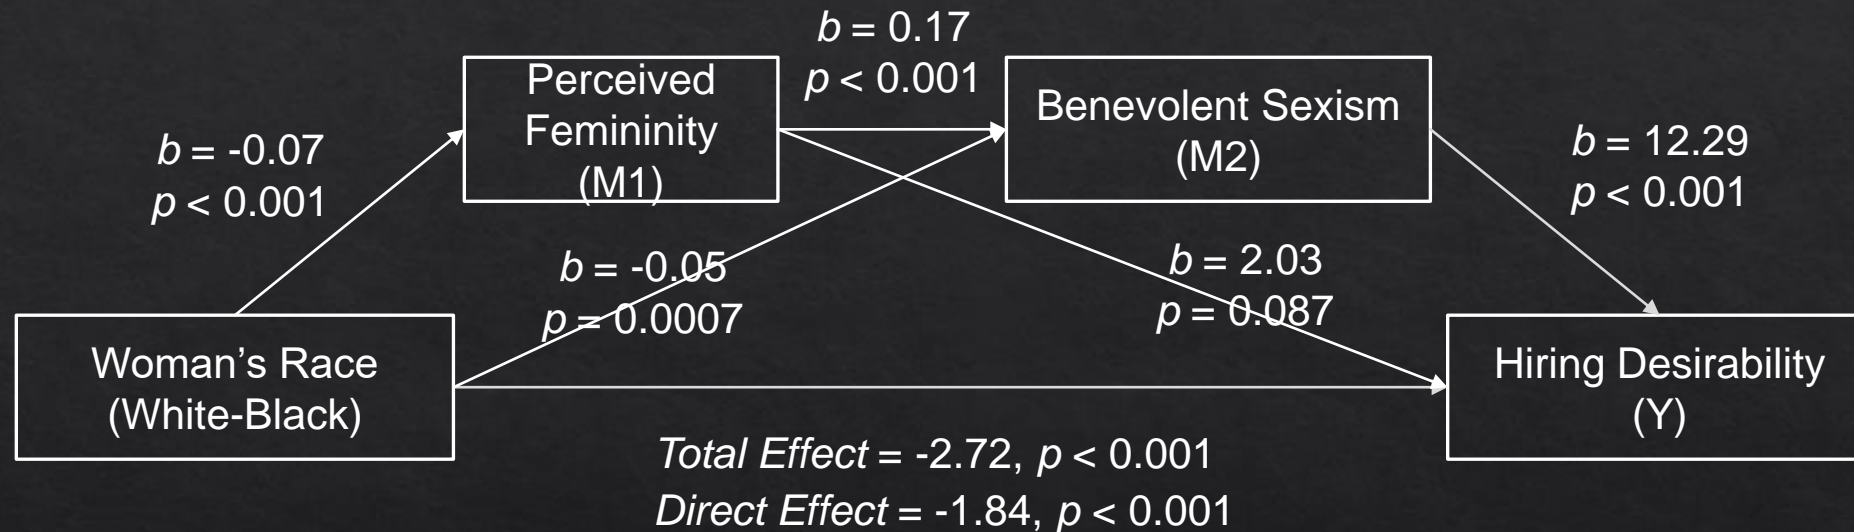 b = 0.17
p < 0.001
Perceived
Femininity
(M1)
Benevolent Sexism
(M2)
b = -0.07
p < 0.001
b = 12.29
p < 0.001
b = -0.05
p = 0.0007
b = 2.03
p = 0.087
Woman’s Race
(White-Black)
Hiring Desirability
(Y)
Total Effect = -2.72, p < 0.001
Direct Effect = -1.84, p < 0.001